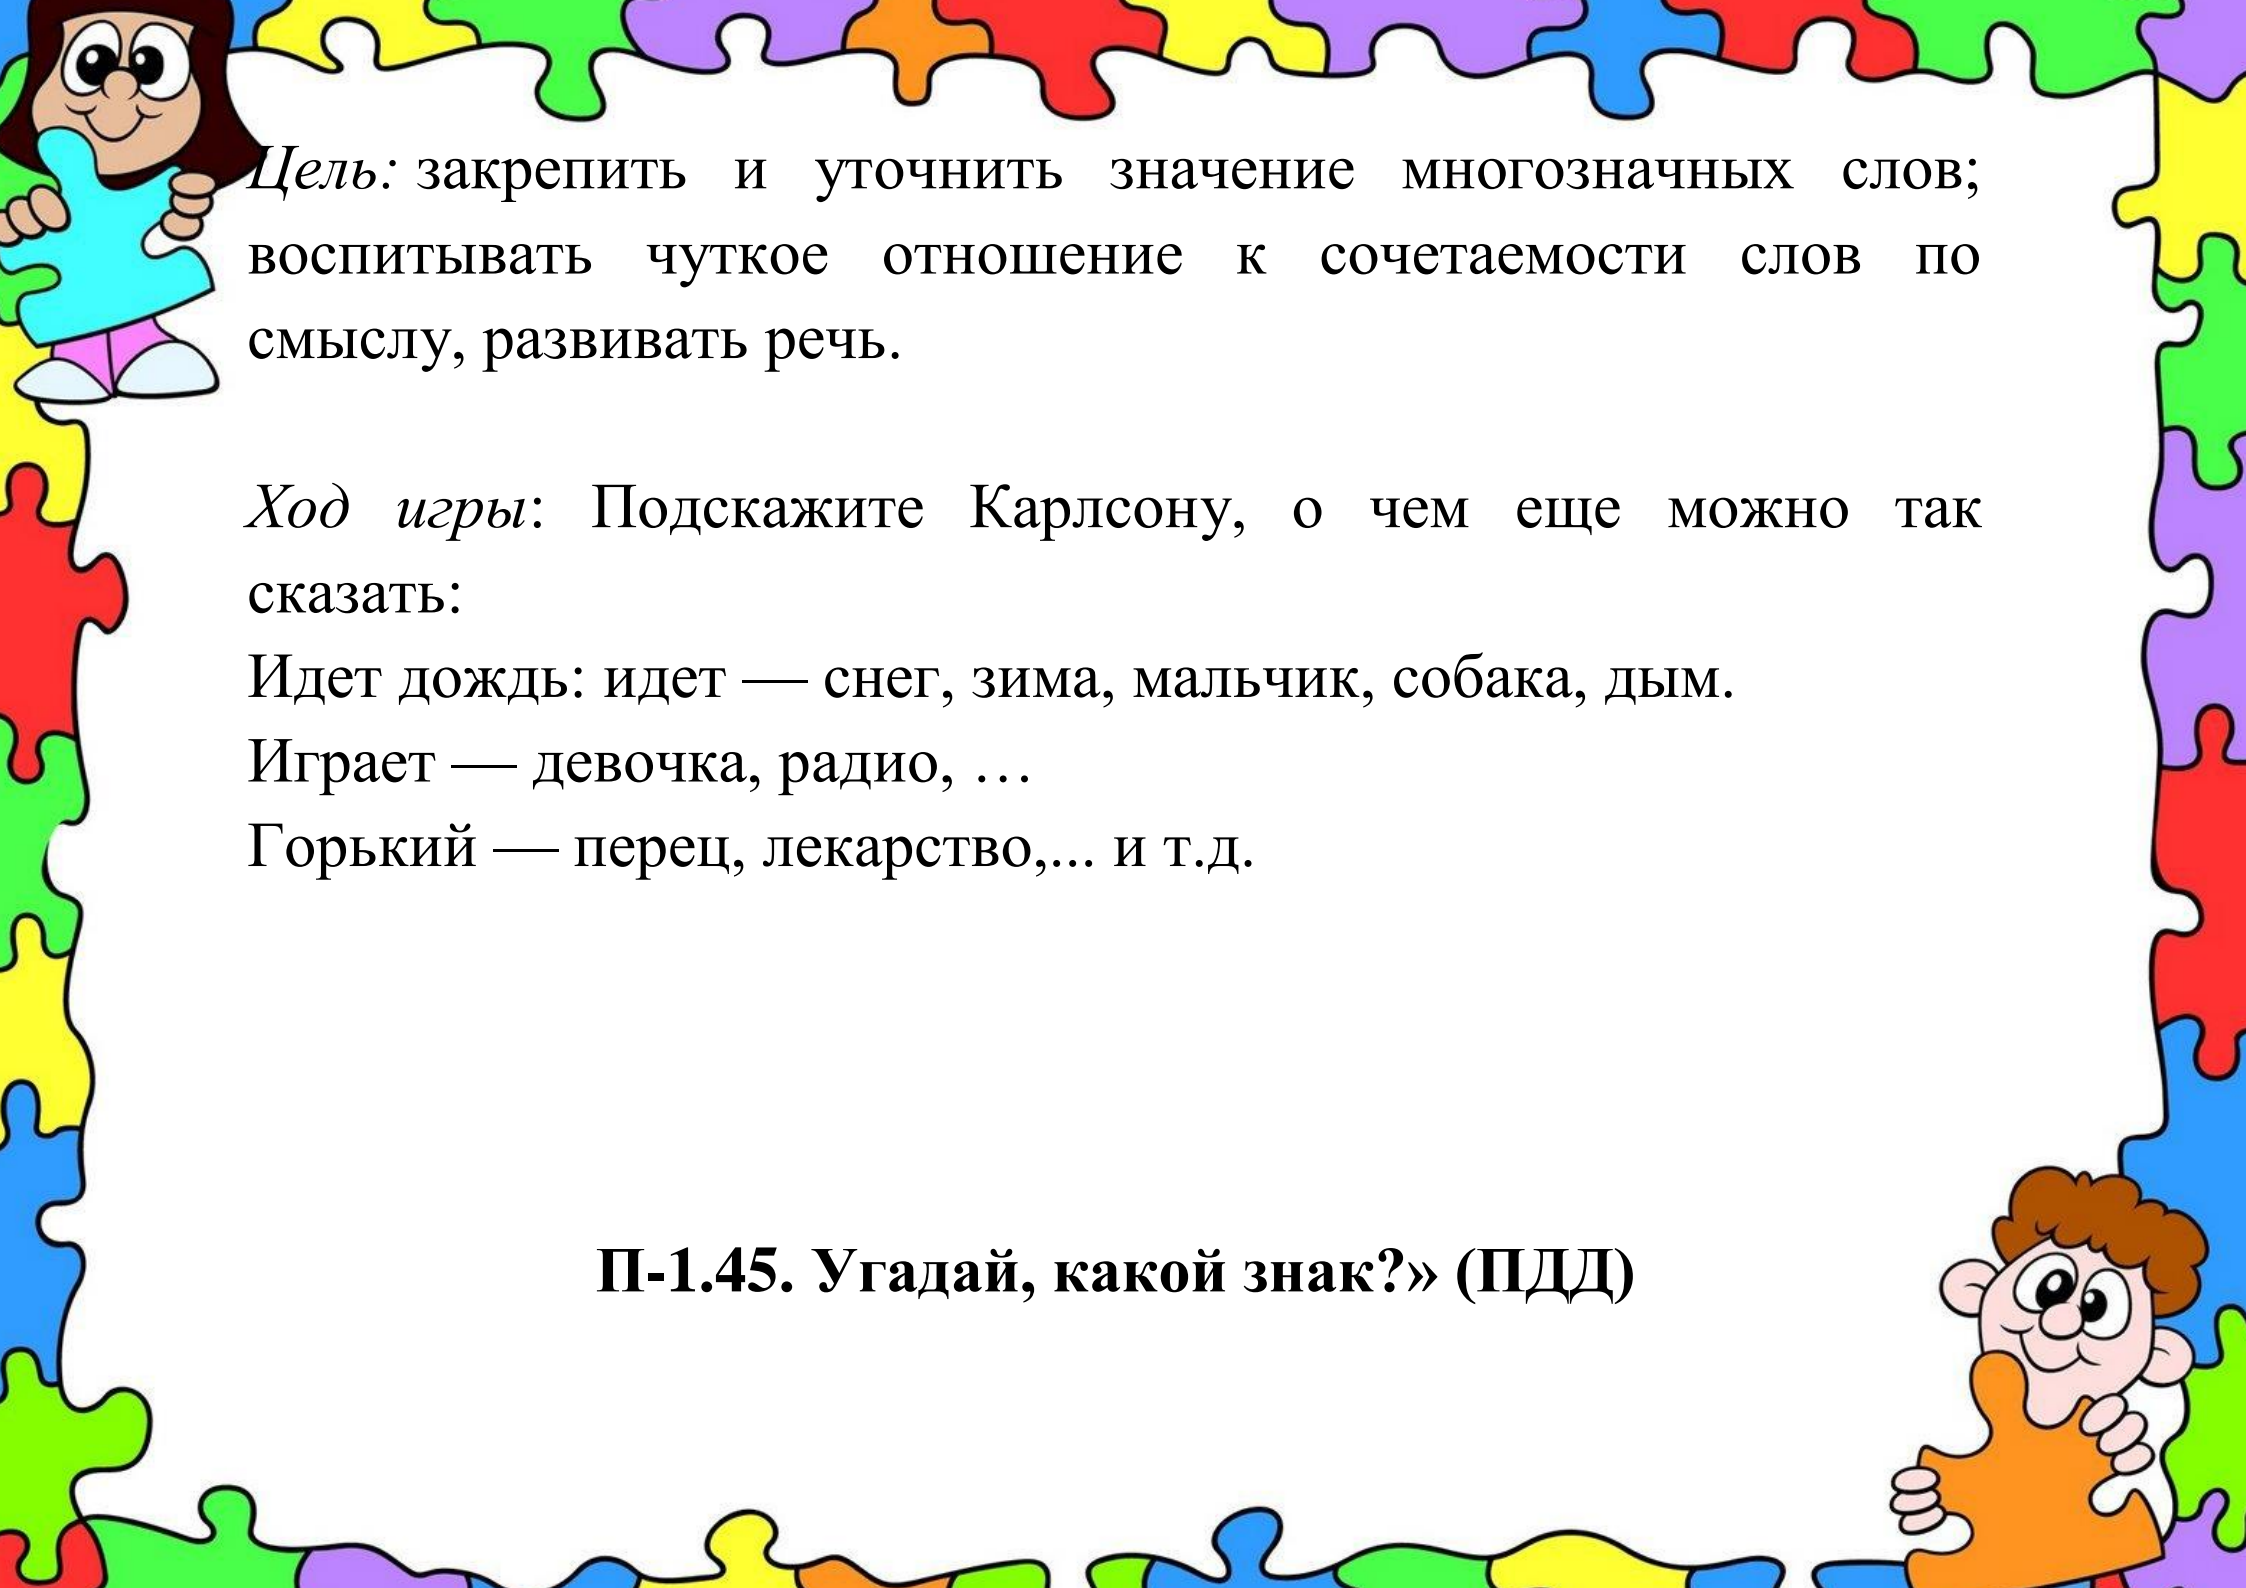 Цель: закрепить и уточнить значение многозначных слов;
воспитывать чуткое отношение к сочетаемости слов по
смыслу, развивать речь.
Ход игры: Подскажите Карлсону, о чем еще можно так
сказать:
Идет дождь: идет — снег, зима, мальчик, собака, дым.
Играет — девочка, радио, …
Горький — перец, лекарство,... и т.д.
П-1.45. Угадай, какой знак?» (ПДД)